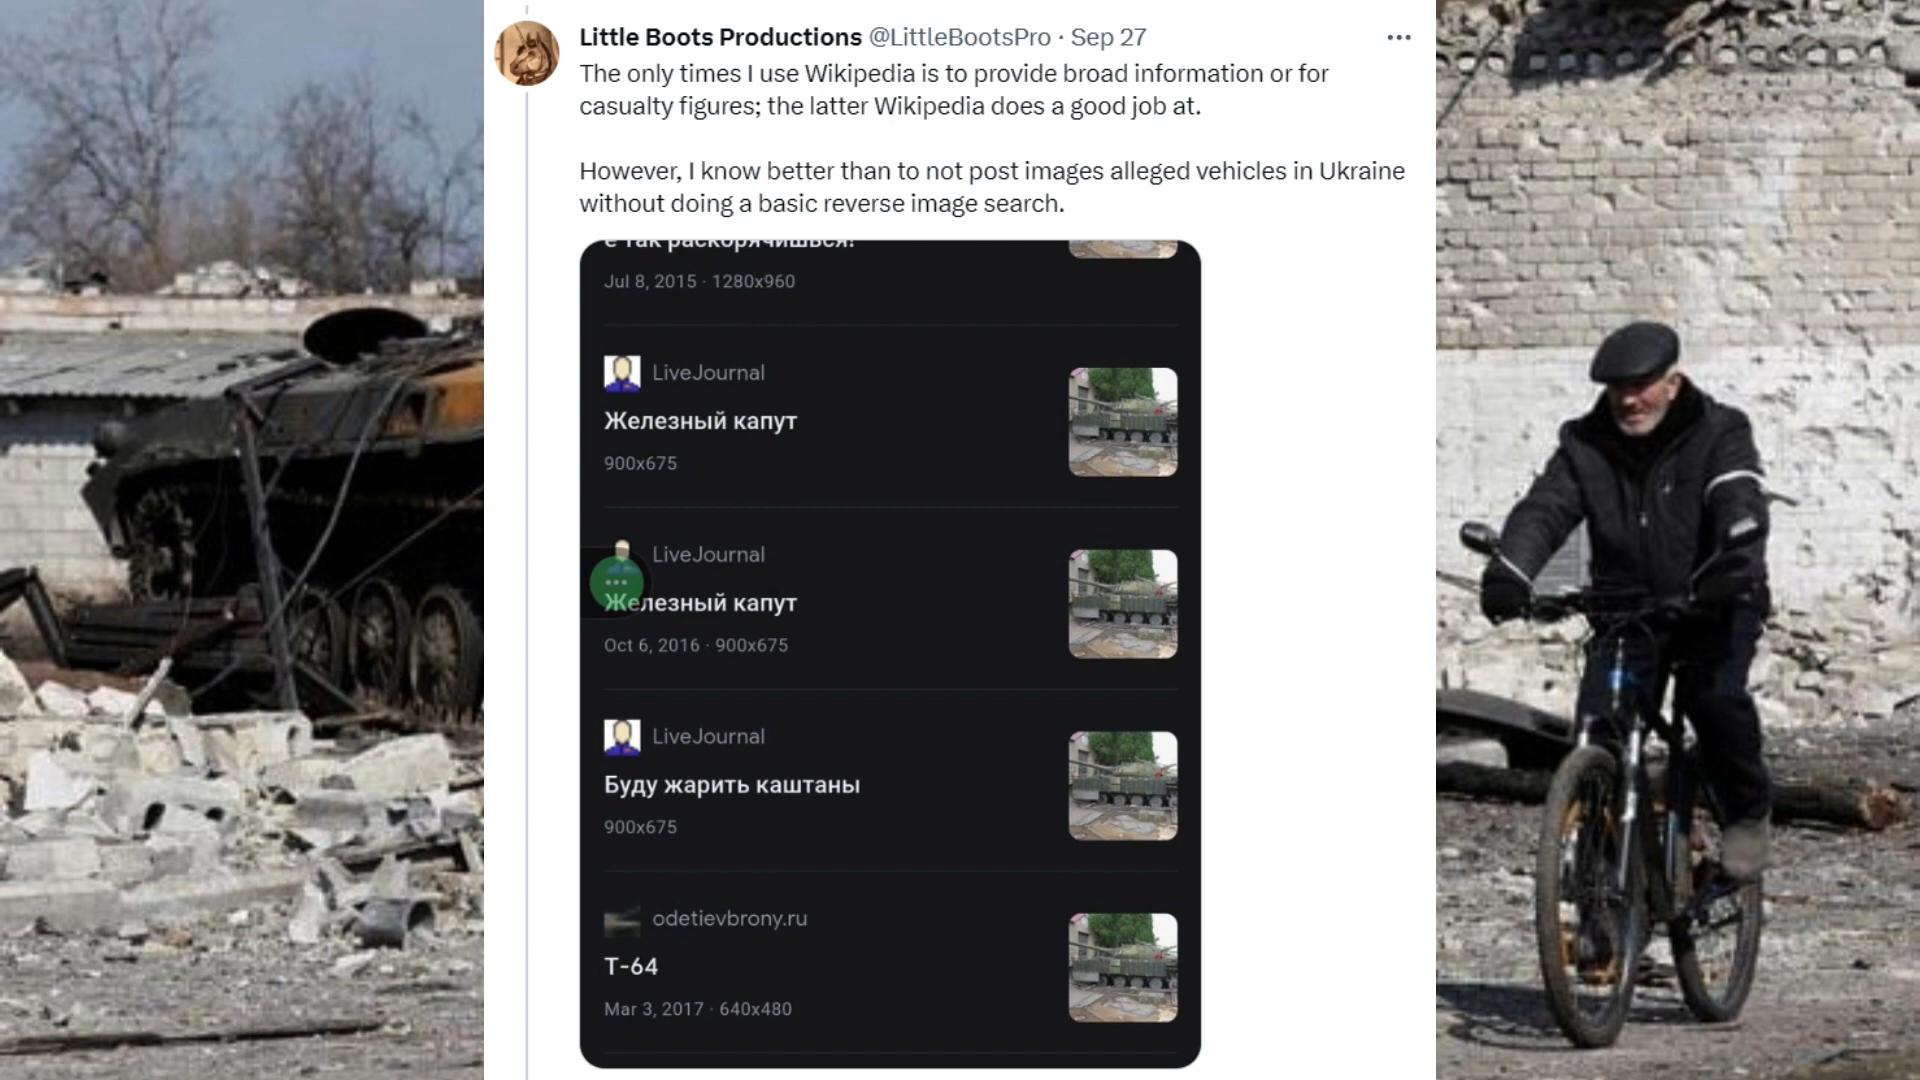 Little Boots Productions @LittleBootsPro · Sep 27
The only times I use Wikipedia is to provide broad information or for
casualty figures; the latter Wikipedia does a good job at.
However, I know better than to not post images alleged vehicles in Ukraine
without doing a basic reverse image search.
е так раскорячишься!
Jul 8, 2015 · 1280x960
LiveJournal
Железный капут
900x675
LiveJournal
Железный капут
Oct 6, 2016 · 900x675
LiveJournal
Буду жарить каштаны
900x675
odetievbrony.ru
Т-64
Mar 3, 2017 · 640x480